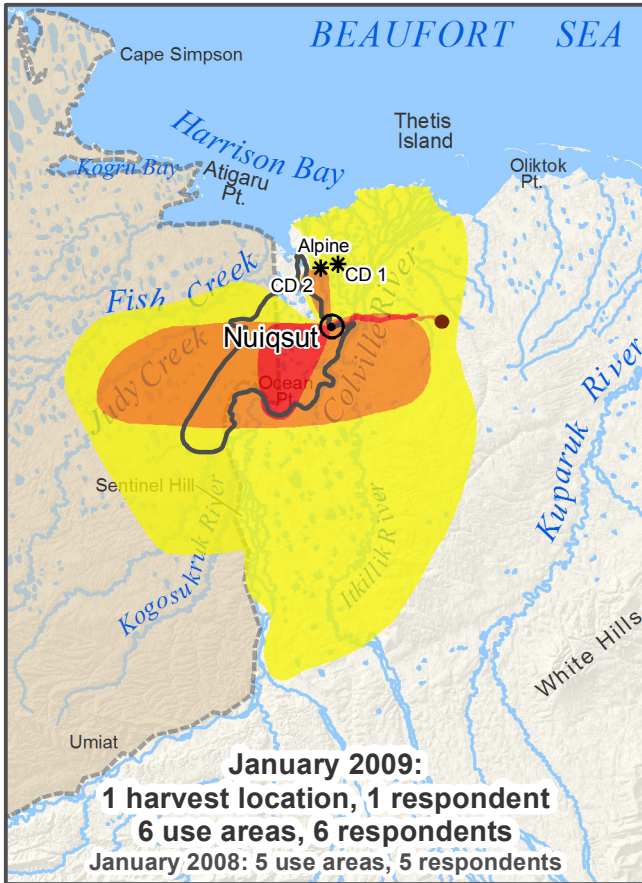 BEAUFORT SEA
Cape Simpson
Harrison Bay
Thetis
Island
Kogru Bay
Atigaru
Pt.
Oliktok
Pt.
Alpine
CD 1
CD 2
Fish Creek
Nuiqsut
Colville River
Judy Creek
Ocean
Pt.
Kuparuk River
Sentinel Hill
Itkillik River
Kogosukruk River
White Hills
Umiat
January 2009:
1 harvest location, 1 respondent
6 use areas, 6 respondents
January 2008: 5 use areas, 5 respondents